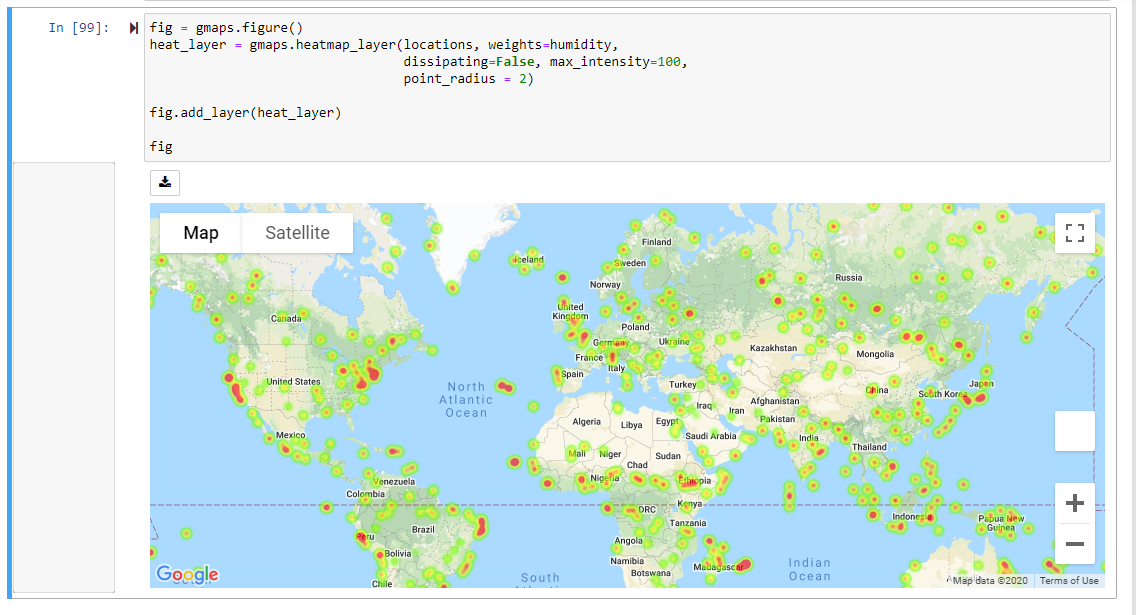 In [99]:
fig = gmaps.figure()
heat_layer = gmaps.heatmap_layer(locations, weights=humidity,
dissipating=False, max_intensity=100,
point_radius = 2)
fig.add_layer(heat_layer)
fig
Map Satellite
Finland
Iceland
Sweden
Russia
Norway
United
Kingdom
Canada
Poland
Germany
Ukraine
Kazakhstan
Mongolia
France
Italy
Spain
United States
North
Atlantic
Ocean
Turkey
China
Japan
South Korea
Iraq
Iran
Afghanistan
Pakistan
Algeria
Libya
Egypt
Mexico
Saudi Arabia
India
Thailand
Mali
Niger
Chad
Sudan
Nigeria
Ethiopia
Venezuela
Colombia
Kenya
DRC
Indonesia
Papua New
Guinea
Tanzania
Brazil
Peru
Angola
Bolivia
Namibia
Botswana
Madagascar
Indian
Ocean
South
Chile
Google
Map data ©2020 Terms of Use